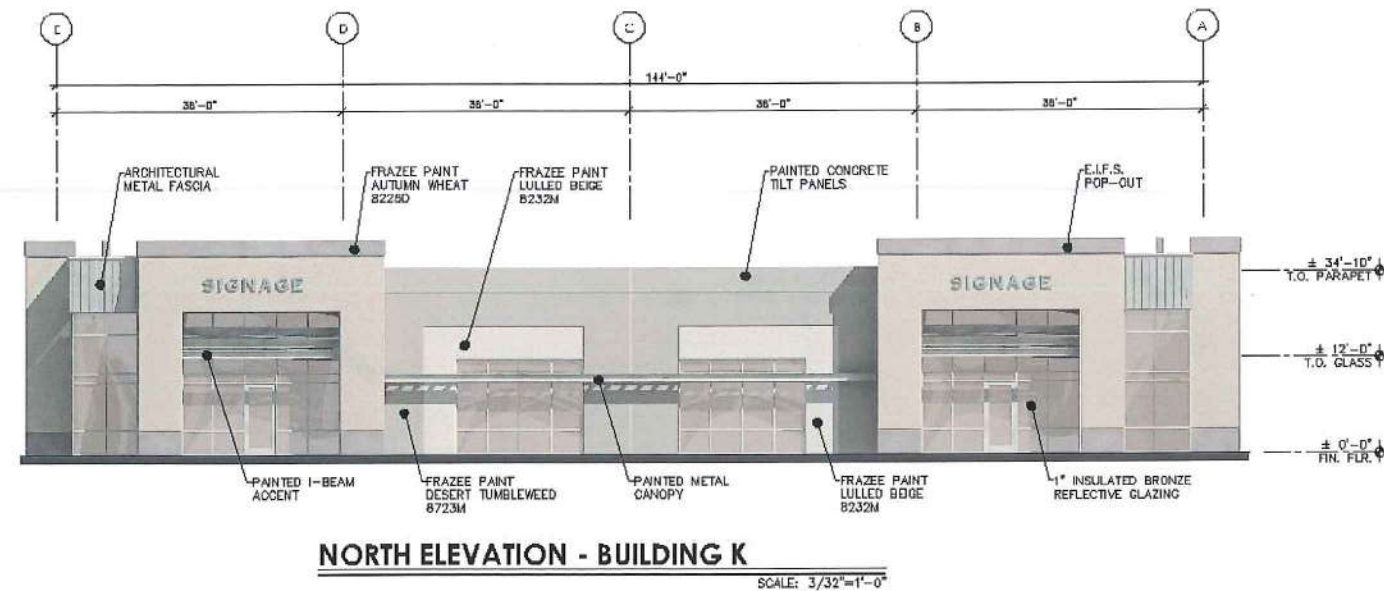 E D C B A
144'-0"
36'-0" 36'-0" 36'-0" 36'-0"
ARCHITECTURAL
METAL FASCIA
FRAZEE PAINT
AUTUMN WHEAT
8228D
FRAZEE PAINT
LULLED BEIGE
8232M
PAINTED CONCRETE
TILT PANELS
E.I.F.S.
POP-OUT
SIGNAGE
SIGNAGE
± 34'-10"
T.O. PARAPET
± 12'-0"
T.O. GLASS
± 0'-0"
FIN. FLR.
PAINTED I-BEAM
ACCENT
FRAZEE PAINT
DESERT TUMBLEWEED
8723M
PAINTED METAL
CANOPY
FRAZEE PAINT
LULLED BEIGE
8232M
1" INSULATED BRONZE
REFLECTIVE GLAZING
NORTH ELEVATION - BUILDING K
SCALE: 3/32"=1'-0"